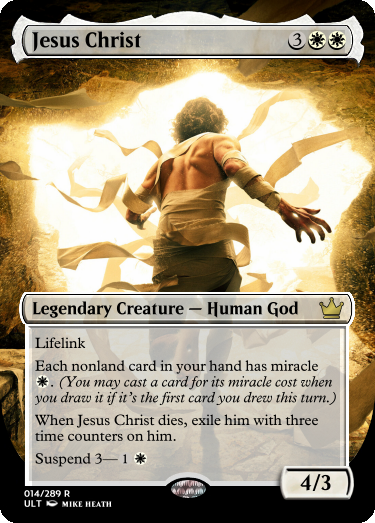 Jesus Christ 3
Legendary Creature — Human God
Lifelink
Each nonland card in your hand has miracle
. (You may cast a card for its miracle cost when
you draw it if it's the first card you drew this turn.)
When Jesus Christ dies, exile him with three
time counters on him.
Suspend 3— 1
4/3
014/289 R
ULT MIKE HEATH